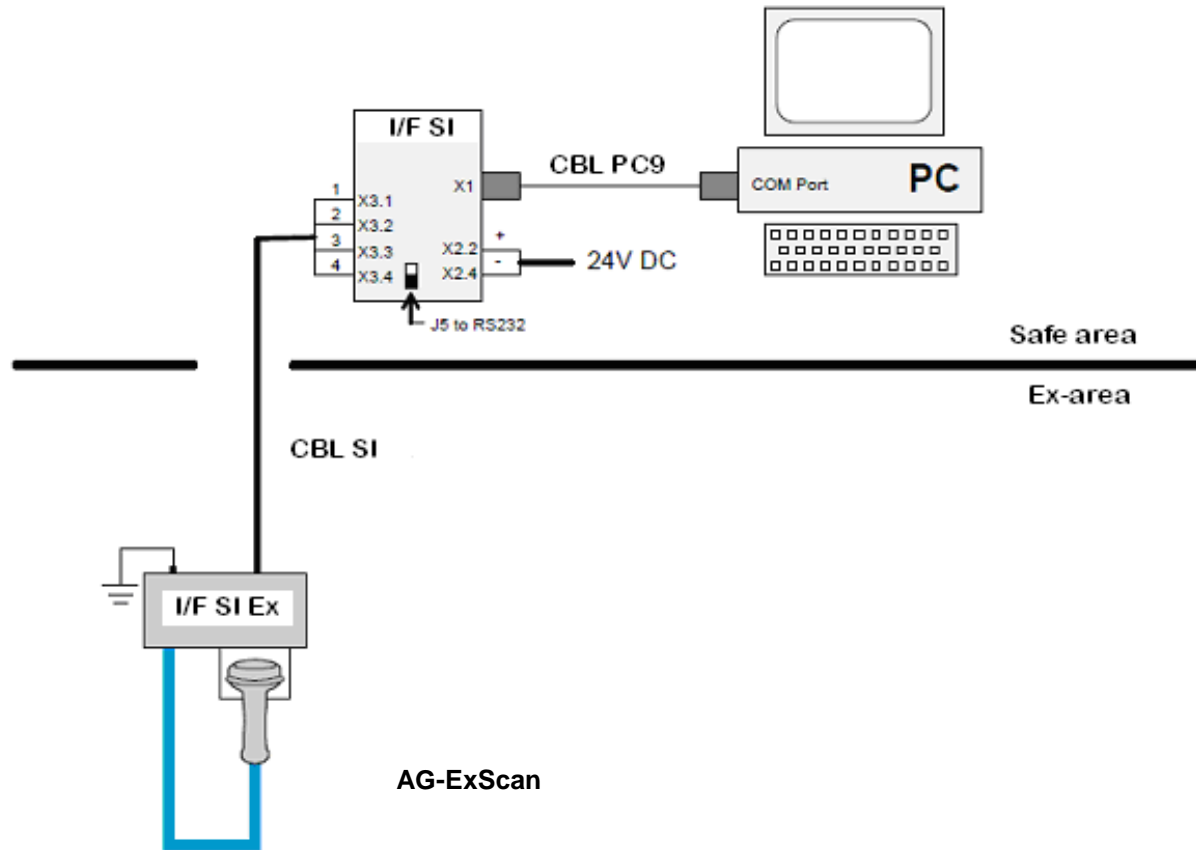 I/F SI
CBL PC9
PC
COM Port
X1
1
X3.1
2
X3.2
3
X3.3
4
X3.4
+
X2.2
-
X2.4
24V DC
J5 to RS232
Safe area
Ex-area
CBL SI
I/F SI Ex
AG-ExScan